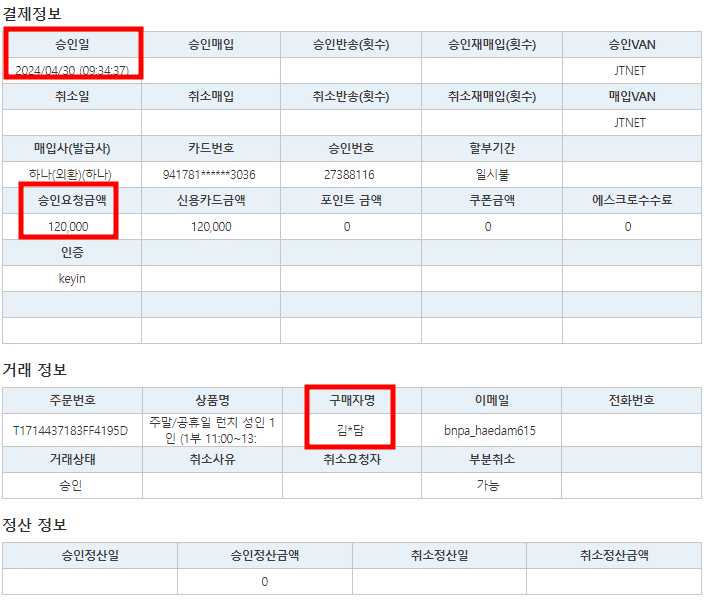 결제정보
승인일 승인매입 승인반송(횟수) 승인재매입(횟수) 승인VAN
2024/04/30 (09:34:37) JTNET
취소일 취소매입 취소반송(횟수) 취소재매입(횟수) 매입VAN
JTNET
매입사(발급사) 카드번호 승인번호 할부기간
하나(외환)(하나) 941781******3036 27388116 일시불
승인요청금액 신용카드금액 포인트 금액 쿠폰금액 에스크로수수료
120,000 120,000 0 0 0
인증
keyin
거래 정보
주문번호 상품명 구매자명 이메일 전화번호
T1714437183FF4195D 주말/공휴일 런치 성인 1 김*담 bnpa_haedam615
인 (1부 11:00~13:
거래상태 취소사유 취소요청자 부분취소
승인 가능
정산 정보
승인정산일 승인정산금액 취소정산일 취소정산금액
0